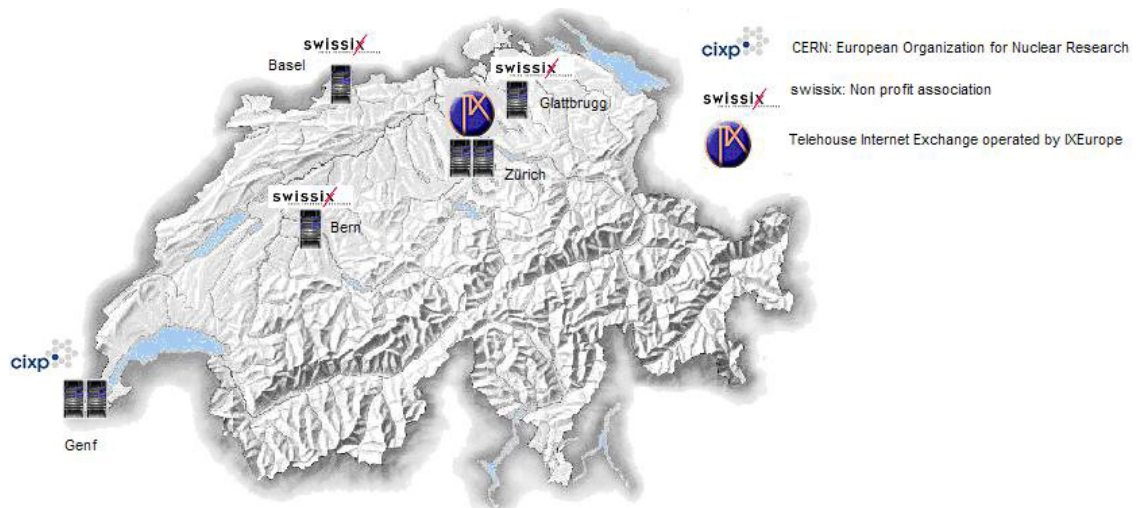 swissix
Basel
swissix
Glattbrugg
Zürich
swissix
Bern
cixp
Genf
cixp
CERN: European Organization for Nuclear Research
swissix
swissix: Non profit association
Telehouse Internet Exchange operated by IXEurope